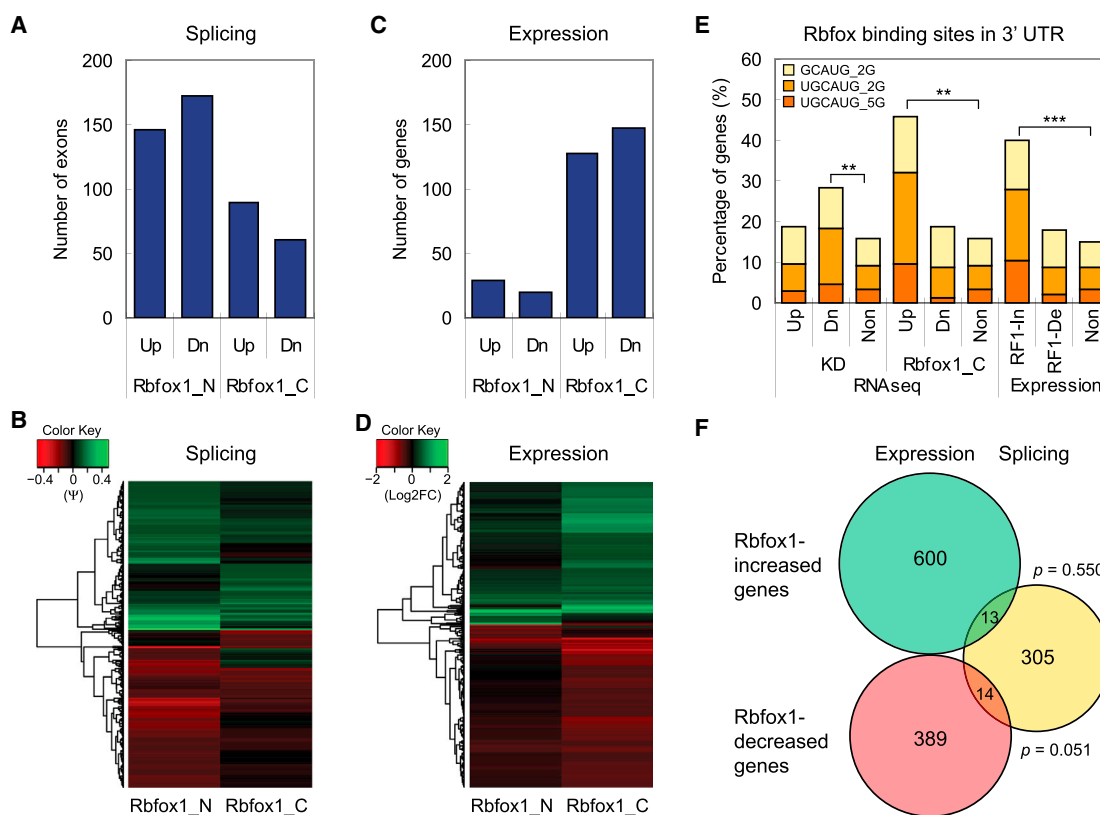 A
Splicing
Number of exons
200
150
100
50
0
Up Dn Up Dn
Rbfox1_N Rbfox1_C
C
Expression
Number of genes
200
150
100
50
0
Up Dn Up Dn
Rbfox1_N Rbfox1_C
E
Rbfox binding sites in 3' UTR
Percentage of genes (%)
60
50
40
30
20
10
0
GCAUG_2G
UGCAUG_2G
UGCAUG_5G
**
**
***
Up Dn Non Up Dn Non RF1-In RF1-De Non
KD Rbfox1_C
RNAseq Expression
B
Color Key
−0.4 0 0.4
(Ψ)
Splicing
Rbfox1_N Rbfox1_C
D
Color Key
−2 0 2
(Log2FC)
Expression
Rbfox1_N Rbfox1_C
F
Expression Splicing
Rbfox1-
increased
genes
600
p = 0.550
13
305
14
Rbfox1-
decreased
genes
389
p = 0.051